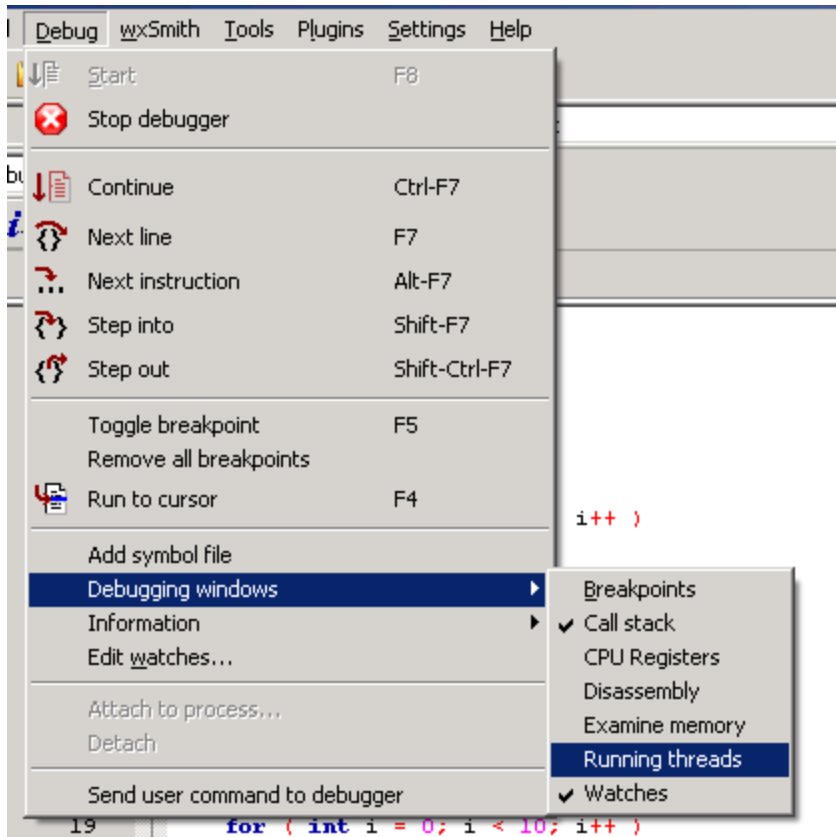 Debug wxSmith Tools Plugins Settings Help
Start F8
Stop debugger
Continue Ctrl-F7
Next line F7
Next instruction Alt-F7
Step into Shift-F7
Step out Shift-Ctrl-F7
Toggle breakpoint F5
Remove all breakpoints
Run to cursor F4
i++ )
Add symbol file
Debugging windows
Breakpoints
Information
Call stack
Edit watches...
CPU Registers
Disassembly
Attach to process...
Examine memory
Detach
Running threads
Send user command to debugger
Watches
19 for ( int i = 0; i < 10; i++ )